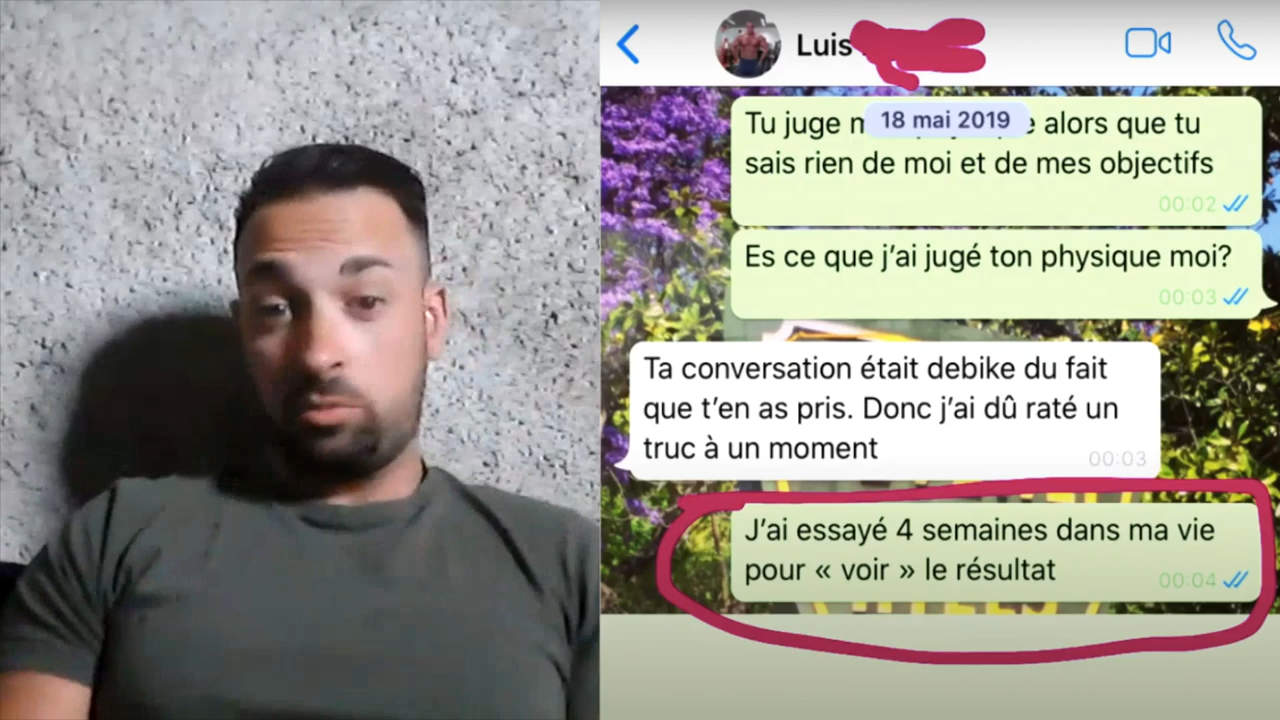 Luis
18 mai 2019
Tu juge alors que tu
sais rien de moi et de mes objectifs
00:02
Es ce que j'ai jugé ton physique moi?
00:03
Ta conversation était debike du fait
que t'en as pris. Donc j'ai dû raté un
truc à un moment
00:03
J'ai essayé 4 semaines dans ma vie
pour « voir » le résultat
00:04